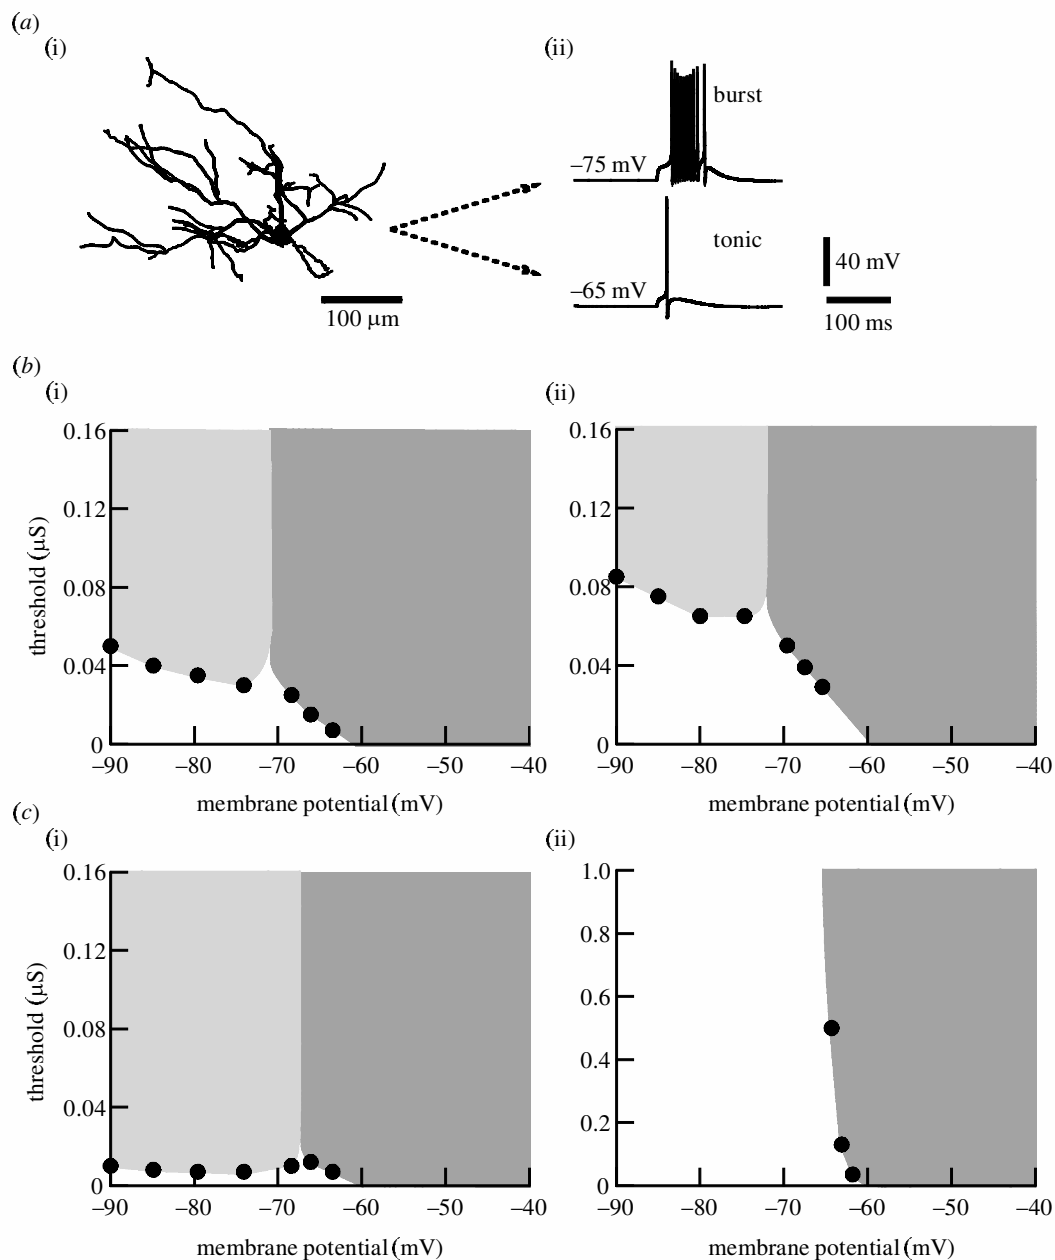 (a)
(i)
(ii)
burst
−75 mV
tonic
−65 mV
40 mV
100 ms
100 µm
(b)
(i)
(ii)
0.16
0.12
0.08
0.04
0
threshold (µS)
−90 −80 −70 −60 −50 −40
membrane potential (mV)
0.16
0.12
0.08
0.04
0
−90 −80 −70 −60 −50 −40
membrane potential (mV)
(c)
(i)
(ii)
0.16
0.12
0.08
0.04
0
threshold (µS)
−90 −80 −70 −60 −50 −40
membrane potential (mV)
1.0
0.8
0.6
0.4
0.2
0
−90 −80 −70 −60 −50 −40
membrane potential (mV)